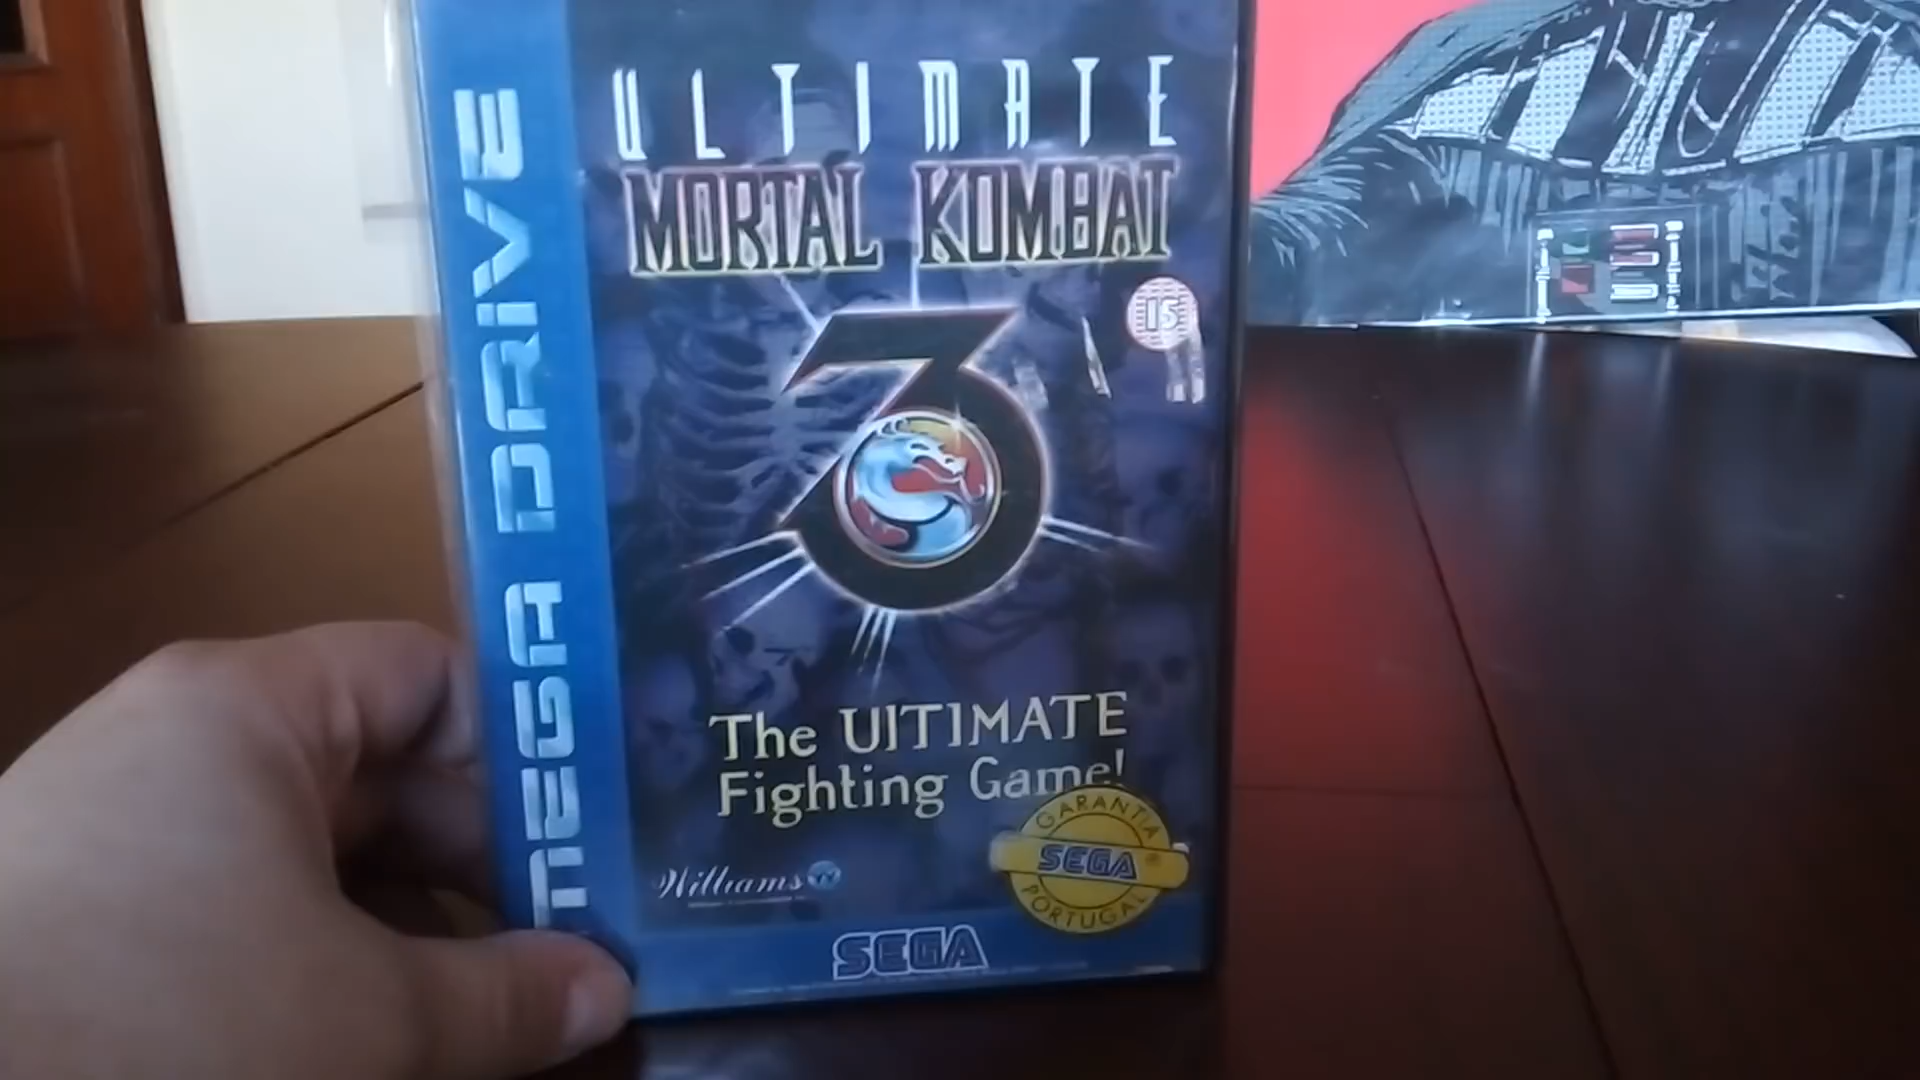 MEGA DRIVE
ULTIMATE
MORTAL KOMBAT
3
15
The ULTIMATE
Fighting Game!
GARANTIA
SEGA ®
PORTUGAL
Williams
SEGA